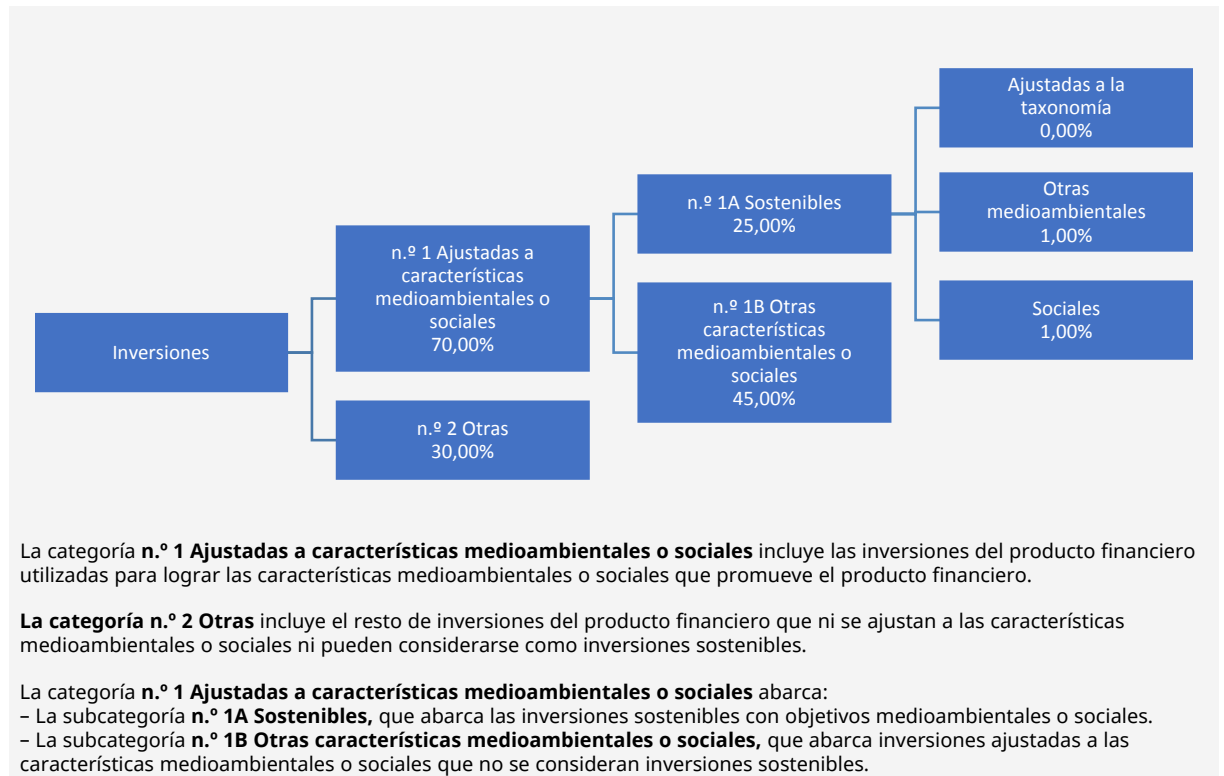 Inversiones
n.º 1 Ajustadas a
características
medioambientales o
sociales
70,00%
n.º 2 Otras
30,00%
n.º 1A Sostenibles
25,00%
n.º 1B Otras
características
medioambientales o
sociales
45,00%
Ajustadas a la
taxonomía
0,00%
Otras
medioambientales
1,00%
Sociales
1,00%
La categoría n.º 1 Ajustadas a características medioambientales o sociales incluye las inversiones del producto financiero
utilizadas para lograr las características medioambientales o sociales que promueve el producto financiero.
La categoría n.º 2 Otras incluye el resto de inversiones del producto financiero que ni se ajustan a las características
medioambientales o sociales ni pueden considerarse como inversiones sostenibles.
La categoría n.º 1 Ajustadas a características medioambientales o sociales abarca:
– La subcategoría n.º 1A Sostenibles, que abarca las inversiones sostenibles con objetivos medioambientales o sociales.
– La subcategoría n.º 1B Otras características medioambientales o sociales, que abarca inversiones ajustadas a las
características medioambientales o sociales que no se consideran inversiones sostenibles.